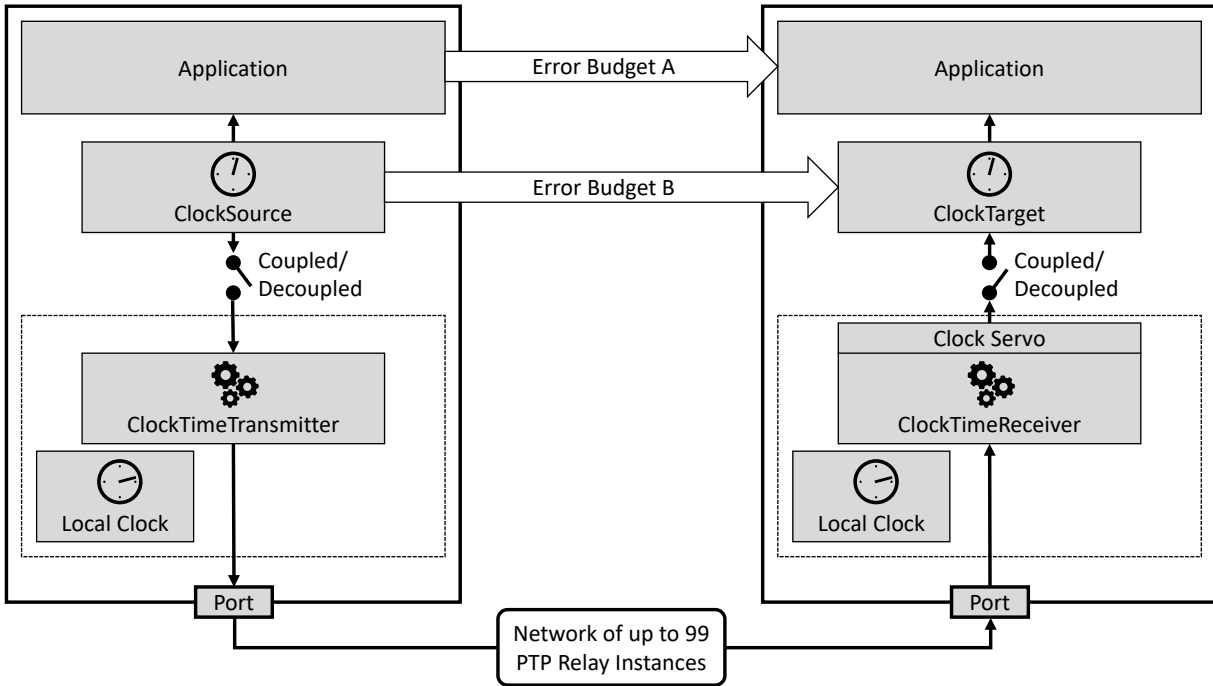 Application
Error Budget A
Application
ClockSource
Error Budget B
ClockTarget
Coupled/
Decoupled
Coupled/
Decoupled
Clock Servo
ClockTimeTransmitter
ClockTimeReceiver
Local Clock
Local Clock
Port
Port
Network of up to 99
PTP Relay Instances